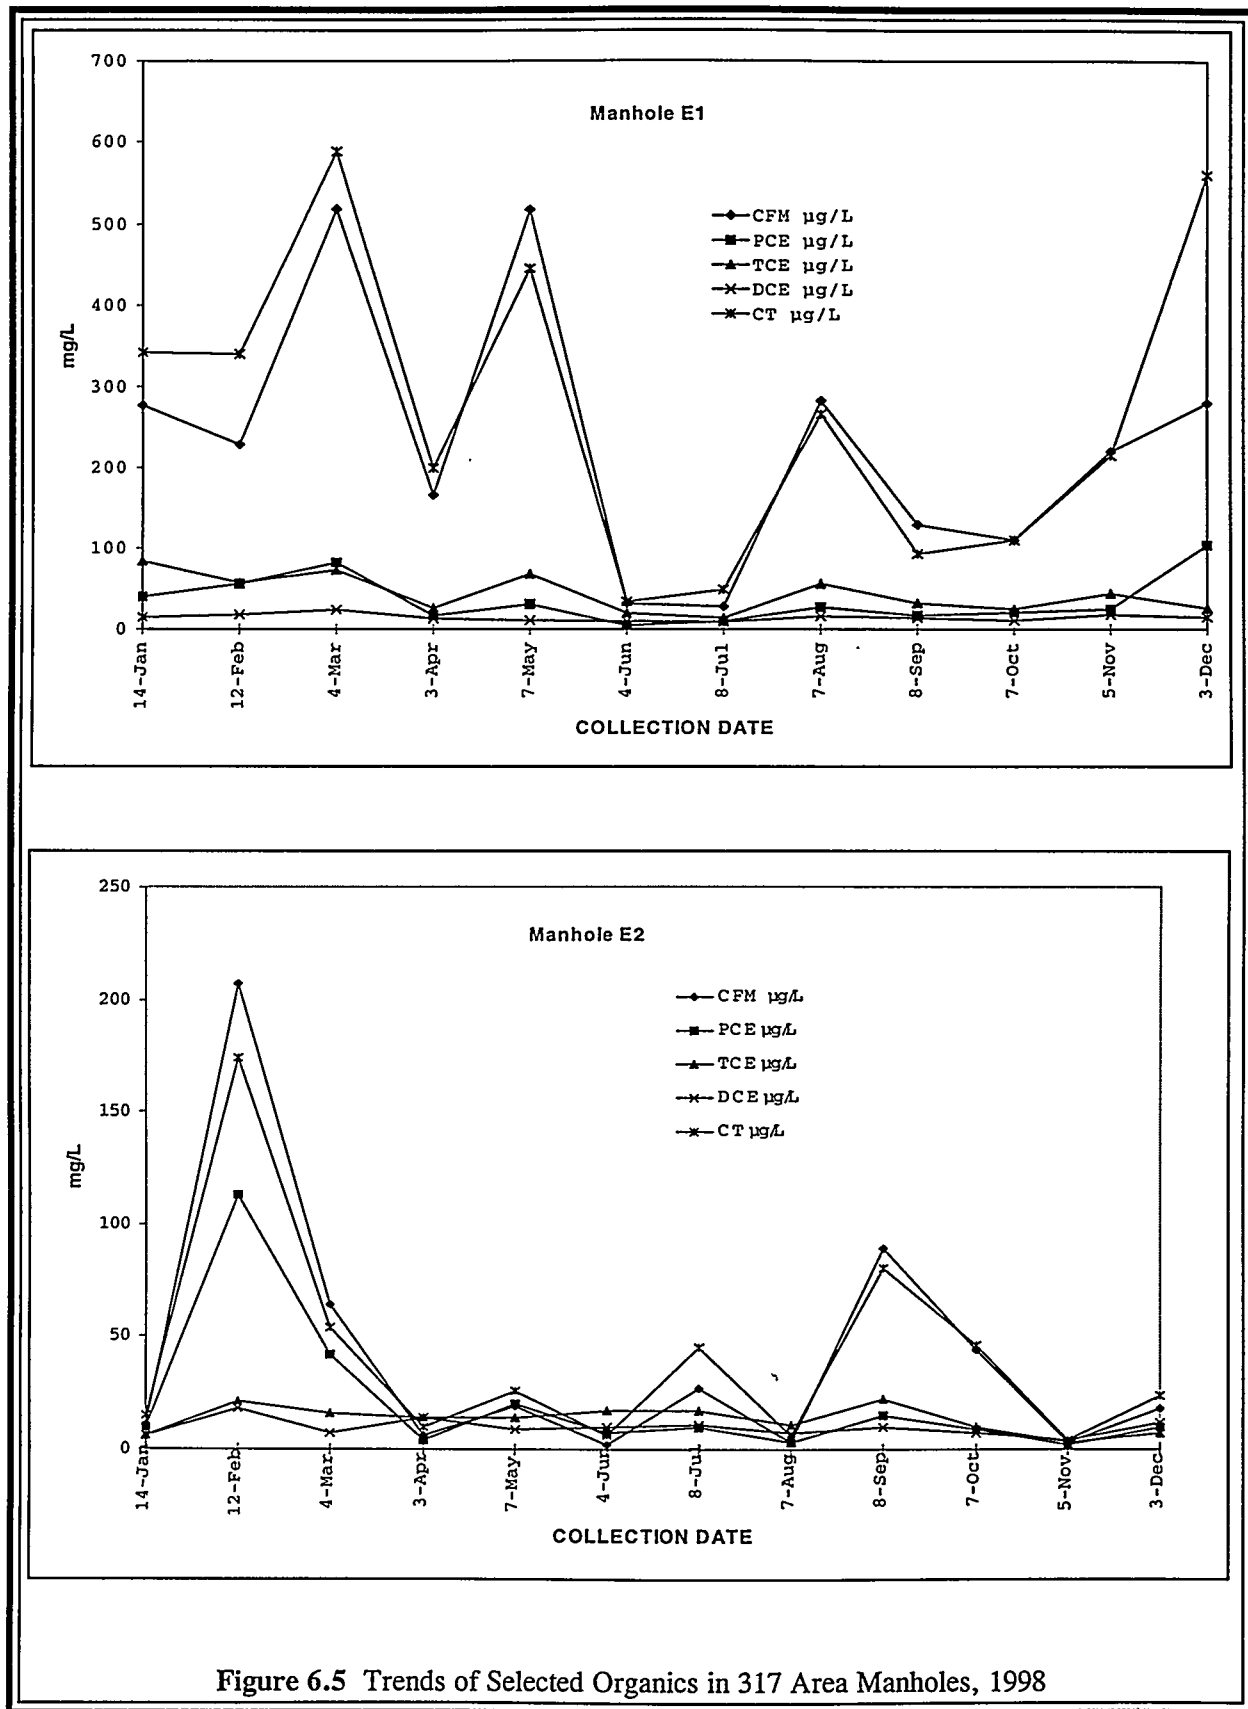 700
600
500
400
300
200
100
0
mg/L
Manhole E1
CFM µg/L
PCE µg/L
TCE µg/L
DCE µg/L
CT µg/L
14-Jan
12-Feb
4-Mar
3-Apr
7-May
4-Jun
8-Jul
7-Aug
8-Sep
7-Oct
5-Nov
3-Dec
COLLECTION DATE
250
200
150
100
50
0
mg/L
Manhole E2
CFM µg/L
PCE µg/L
TCE µg/L
DCE µg/L
CT µg/L
14-Jan
12-Feb
4-Mar
3-Apr
7-May
4-Jun
8-Jul
7-Aug
8-Sep
7-Oct
5-Nov
3-Dec
COLLECTION DATE
Figure 6.5 Trends of Selected Organics in 317 Area Manholes, 1998